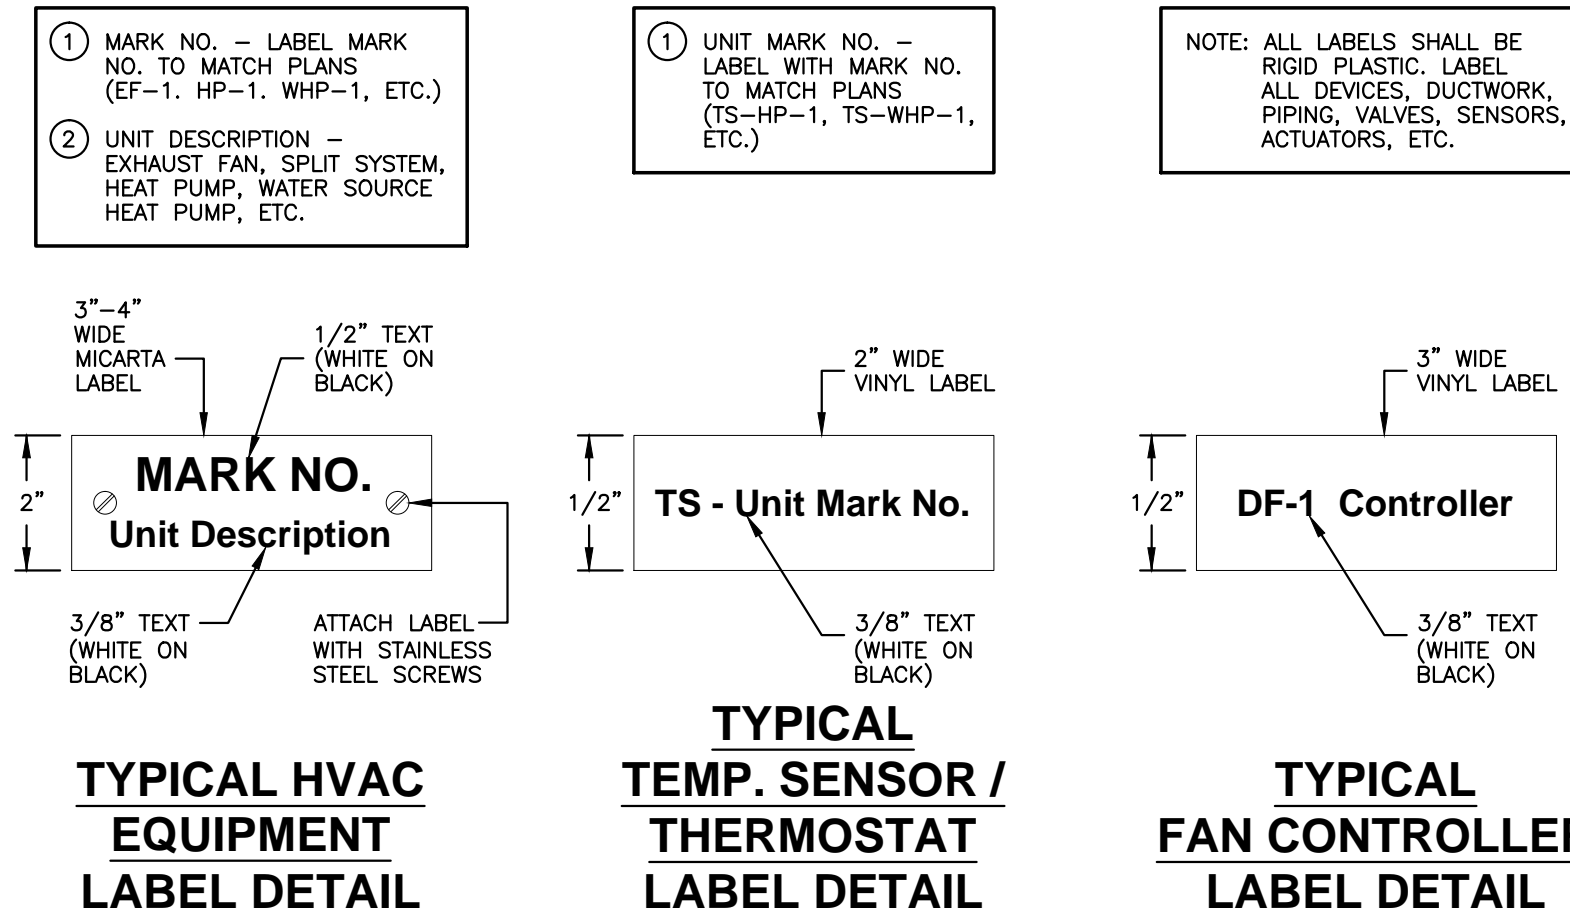 1 MARK NO. – LABEL MARK
NO. TO MATCH PLANS
(EF–1. HP–1. WHP–1, ETC.)
2 UNIT DESCRIPTION –
EXHAUST FAN, SPLIT SYSTEM,
HEAT PUMP, WATER SOURCE
HEAT PUMP, ETC.
1 UNIT MARK NO. –
LABEL WITH MARK NO.
TO MATCH PLANS
(TS–HP–1, TS–WHP–1,
ETC.)
NOTE: ALL LABELS SHALL BE
RIGID PLASTIC. LABEL
ALL DEVICES, DUCTWORK,
PIPING, VALVES, SENSORS,
ACTUATORS, ETC.
3”–4”
WIDE
MICARTA
LABEL
1/2” TEXT
(WHITE ON
BLACK)
2”
MARK NO.
Unit Description
3/8” TEXT
(WHITE ON
BLACK)
ATTACH LABEL
WITH STAINLESS
STEEL SCREWS
TYPICAL HVAC
EQUIPMENT
LABEL DETAIL
2” WIDE
VINYL LABEL
1/2”
TS - Unit Mark No.
3/8” TEXT
(WHITE ON
BLACK)
TYPICAL
TEMP. SENSOR /
THERMOSTAT
LABEL DETAIL
3” WIDE
VINYL LABEL
1/2”
DF-1 Controller
3/8” TEXT
(WHITE ON
BLACK)
TYPICAL
FAN CONTROLLER
LABEL DETAIL